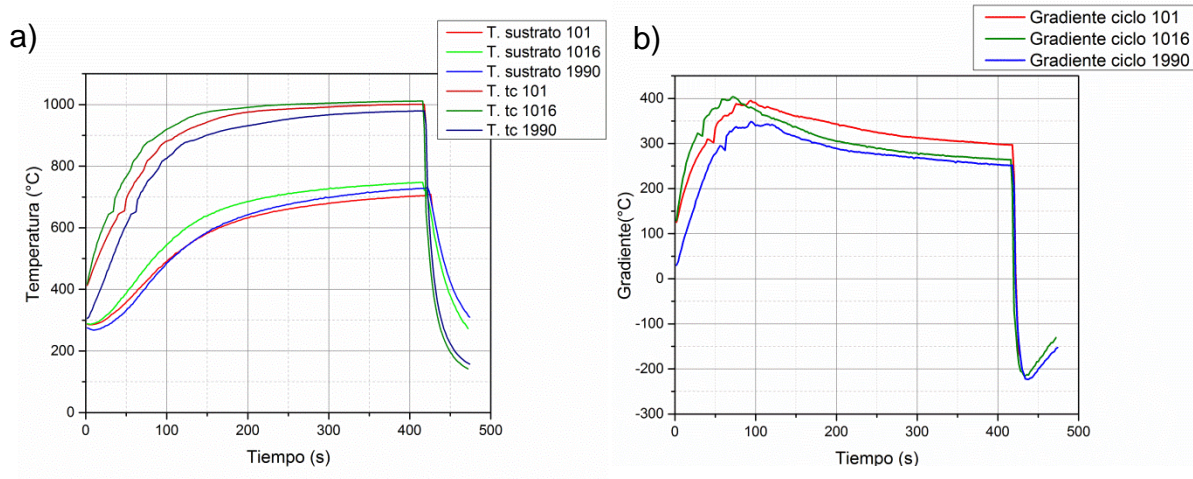 a)
T. sustrato 101
T. sustrato 1016
T. sustrato 1990
T. tc 101
T. tc 1016
T. tc 1990
Temperatura (°C)
1000
800
600
400
200
0
0 100 200 300 400 500
Tiempo (s)
b)
Gradiente ciclo 101
Gradiente ciclo 1016
Gradiente ciclo 1990
Gradiente(°C)
400
300
200
100
0
-100
-200
-300
0 100 200 300 400 500
Tiempo (s)